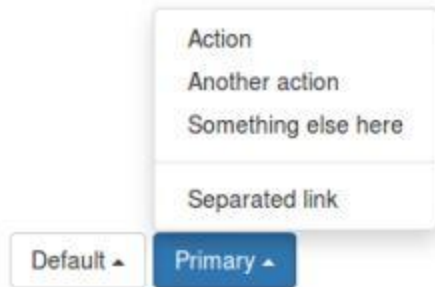 Action
Another action
Something else here
Separated link
Default
Primary